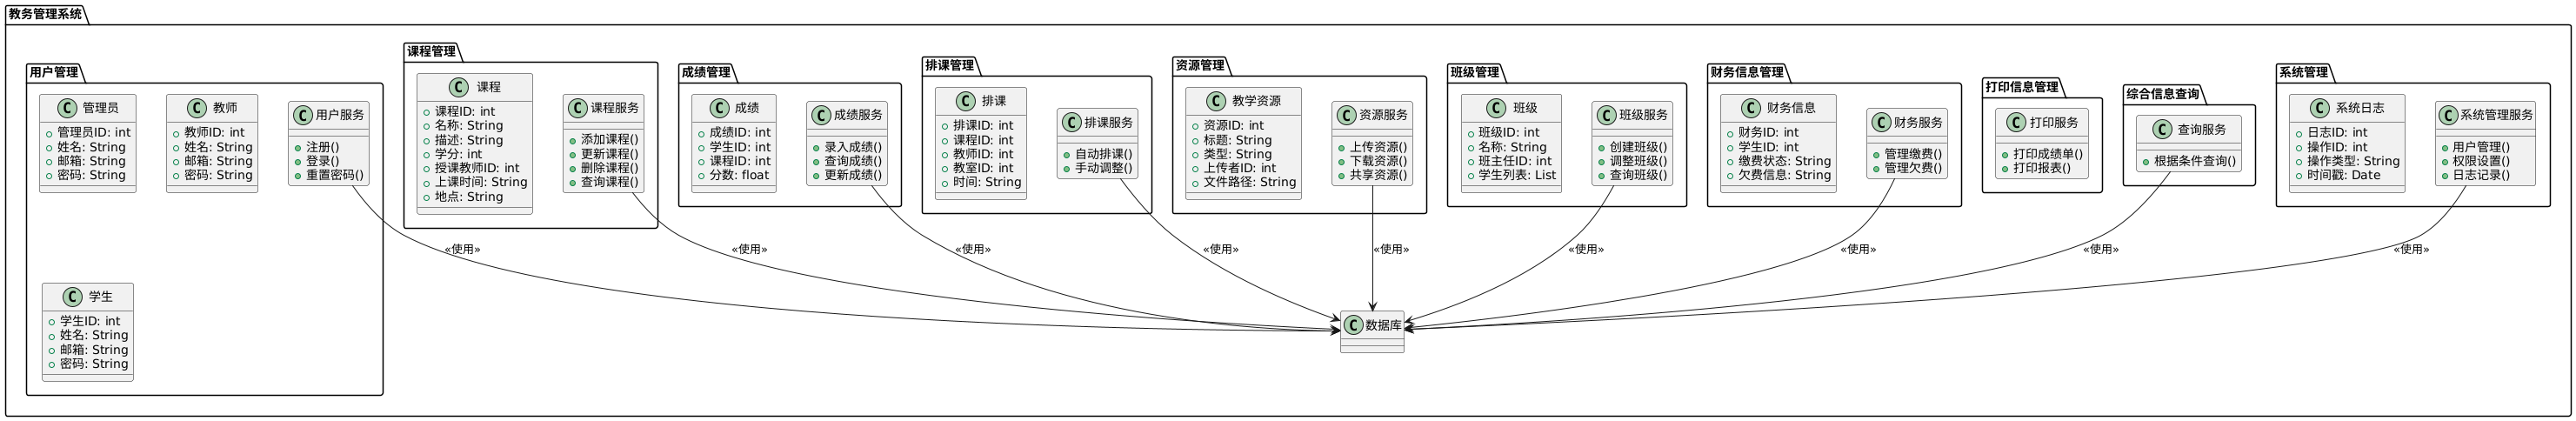 教务管理系统
用户管理
C 管理员
管理员ID: int
姓名: String
邮箱: String
密码: String
C 教师
教师ID: int
姓名: String
邮箱: String
密码: String
C 用户服务
注册()
登录()
重置密码()
C 学生
学生ID: int
姓名: String
邮箱: String
密码: String
课程管理
C 课程
课程ID: int
名称: String
描述: String
学分: int
授课教师ID: int
上课时间: String
地点: String
C 课程服务
添加课程()
更新课程()
删除课程()
查询课程()
成绩管理
C 成绩
成绩ID: int
学生ID: int
课程ID: int
分数: float
C 成绩服务
录入成绩()
查询成绩()
更新成绩()
排课管理
C 排课
排课ID: int
课程ID: int
教师ID: int
教室ID: int
时间: String
C 排课服务
自动排课()
手动调整()
资源管理
C 教学资源
资源ID: int
标题: String
类型: String
上传者ID: int
文件路径: String
C 资源服务
上传资源()
下载资源()
共享资源()
班级管理
C 班级
班级ID: int
名称: String
班主任ID: int
学生列表: List
C 班级服务
创建班级()
调整班级()
查询班级()
财务信息管理
C 财务信息
财务ID: int
学生ID: int
缴费状态: String
欠费信息: String
C 财务服务
管理缴费()
管理欠费()
打印信息管理
C 打印服务
打印成绩单()
打印报表()
综合信息查询
C 查询服务
根据条件查询()
系统管理
C 系统日志
日志ID: int
操作ID: int
操作类型: String
时间戳: Date
C 系统管理服务
用户管理()
权限设置()
日志记录()
«使用»
«使用»
«使用»
«使用»
«使用»
«使用»
«使用»
«使用»
«使用»
C 数据库